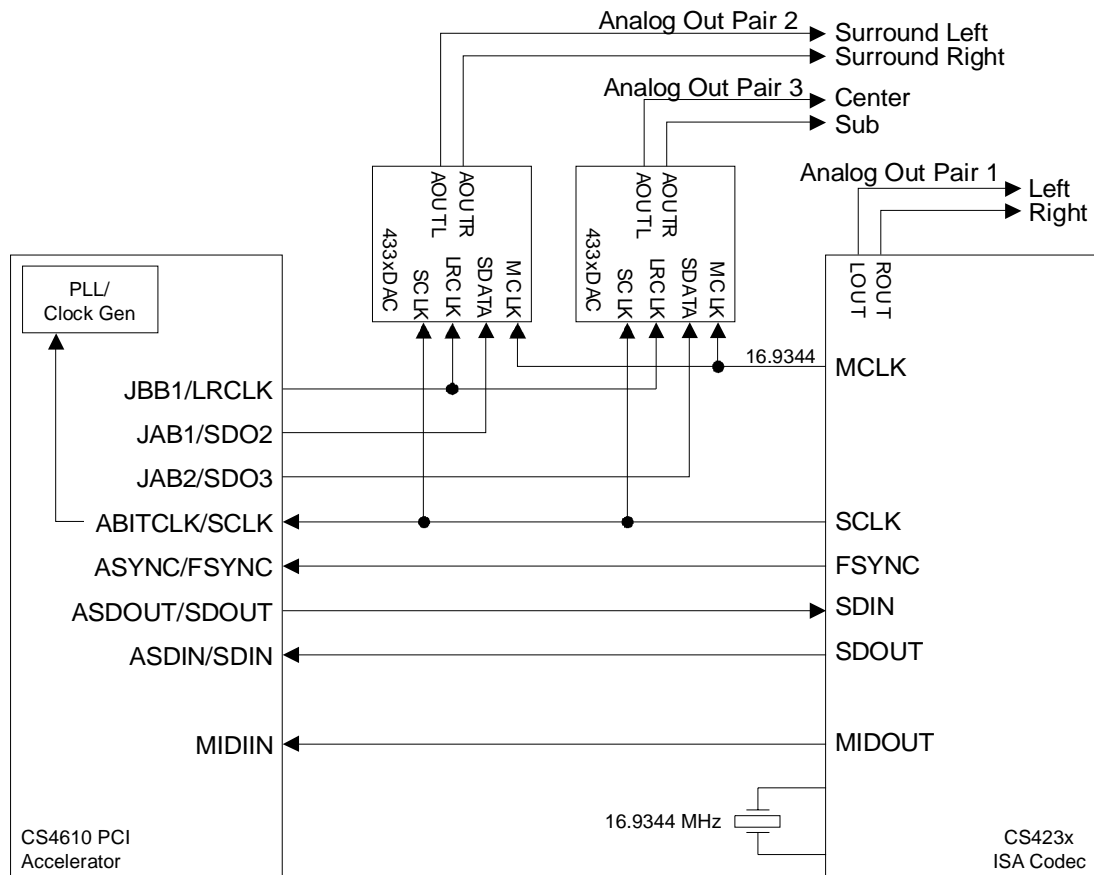 Analog Out Pair 2
Surround Left
Surround Right
Analog Out Pair 3
Center
Sub
Analog Out Pair 1
Left
Right
AOUTL
AOUTR
433xDAC
SCLK
LRCLK
SDATA
MCLK
AOUTL
AOUTR
433xDAC
SCLK
LRCLK
SDATA
MCLK
LOUT
ROUT
PLL/
Clock Gen
16.9344
MCLK
JBB1/LRCLK
JAB1/SDO2
JAB2/SDO3
ABITCLK/SCLK
SCLK
ASYNC/FSYNC
FSYNC
ASDOUT/SDOUT
SDIN
ASDIN/SDIN
SDOUT
MIDIIN
MIDOUT
16.9344 MHz
CS4610 PCI
Accelerator
CS423x
ISA Codec